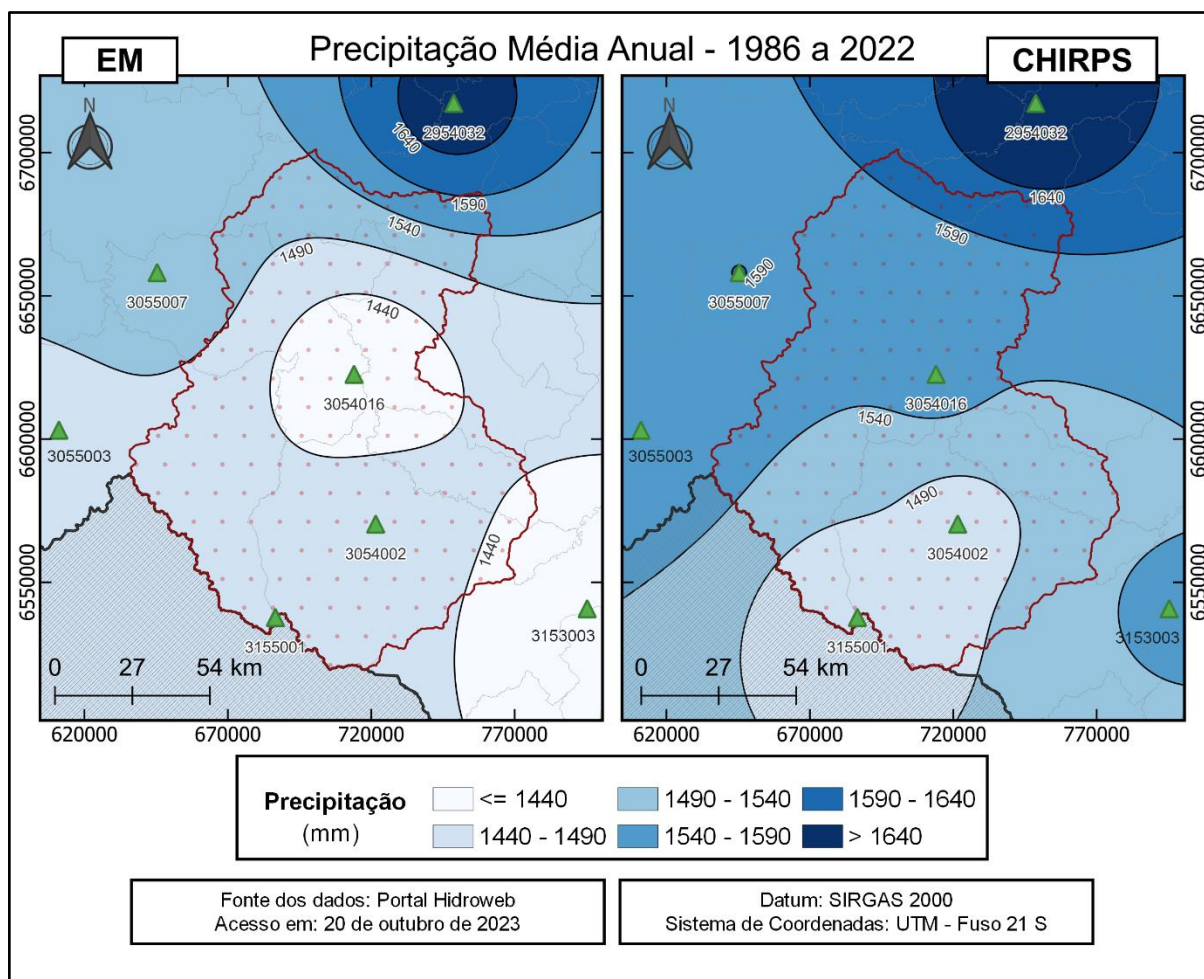 EM
Precipitação Média Anual - 1986 a 2022
CHIRPS
N
2954032
1640
1590
1540
1490
3055007
1440
3054016
3055003
3054002
1440
3155001
3153003
0 27 54 km
6700000
6650000
6600000
6550000
620000 670000 720000 770000
N
2954032
1640
1590
1590
3055007
3054016
1540
3055003
1490
3054002
3155001
3153003
0 27 54 km
6700000
6650000
6600000
6550000
620000 670000 720000 770000
Precipitação
(mm)
<= 1440
1440 - 1490
1490 - 1540
1540 - 1590
1590 - 1640
> 1640
Fonte dos dados: Portal Hidroweb
Acesso em: 20 de outubro de 2023
Datum: SIRGAS 2000
Sistema de Coordenadas: UTM - Fuso 21 S